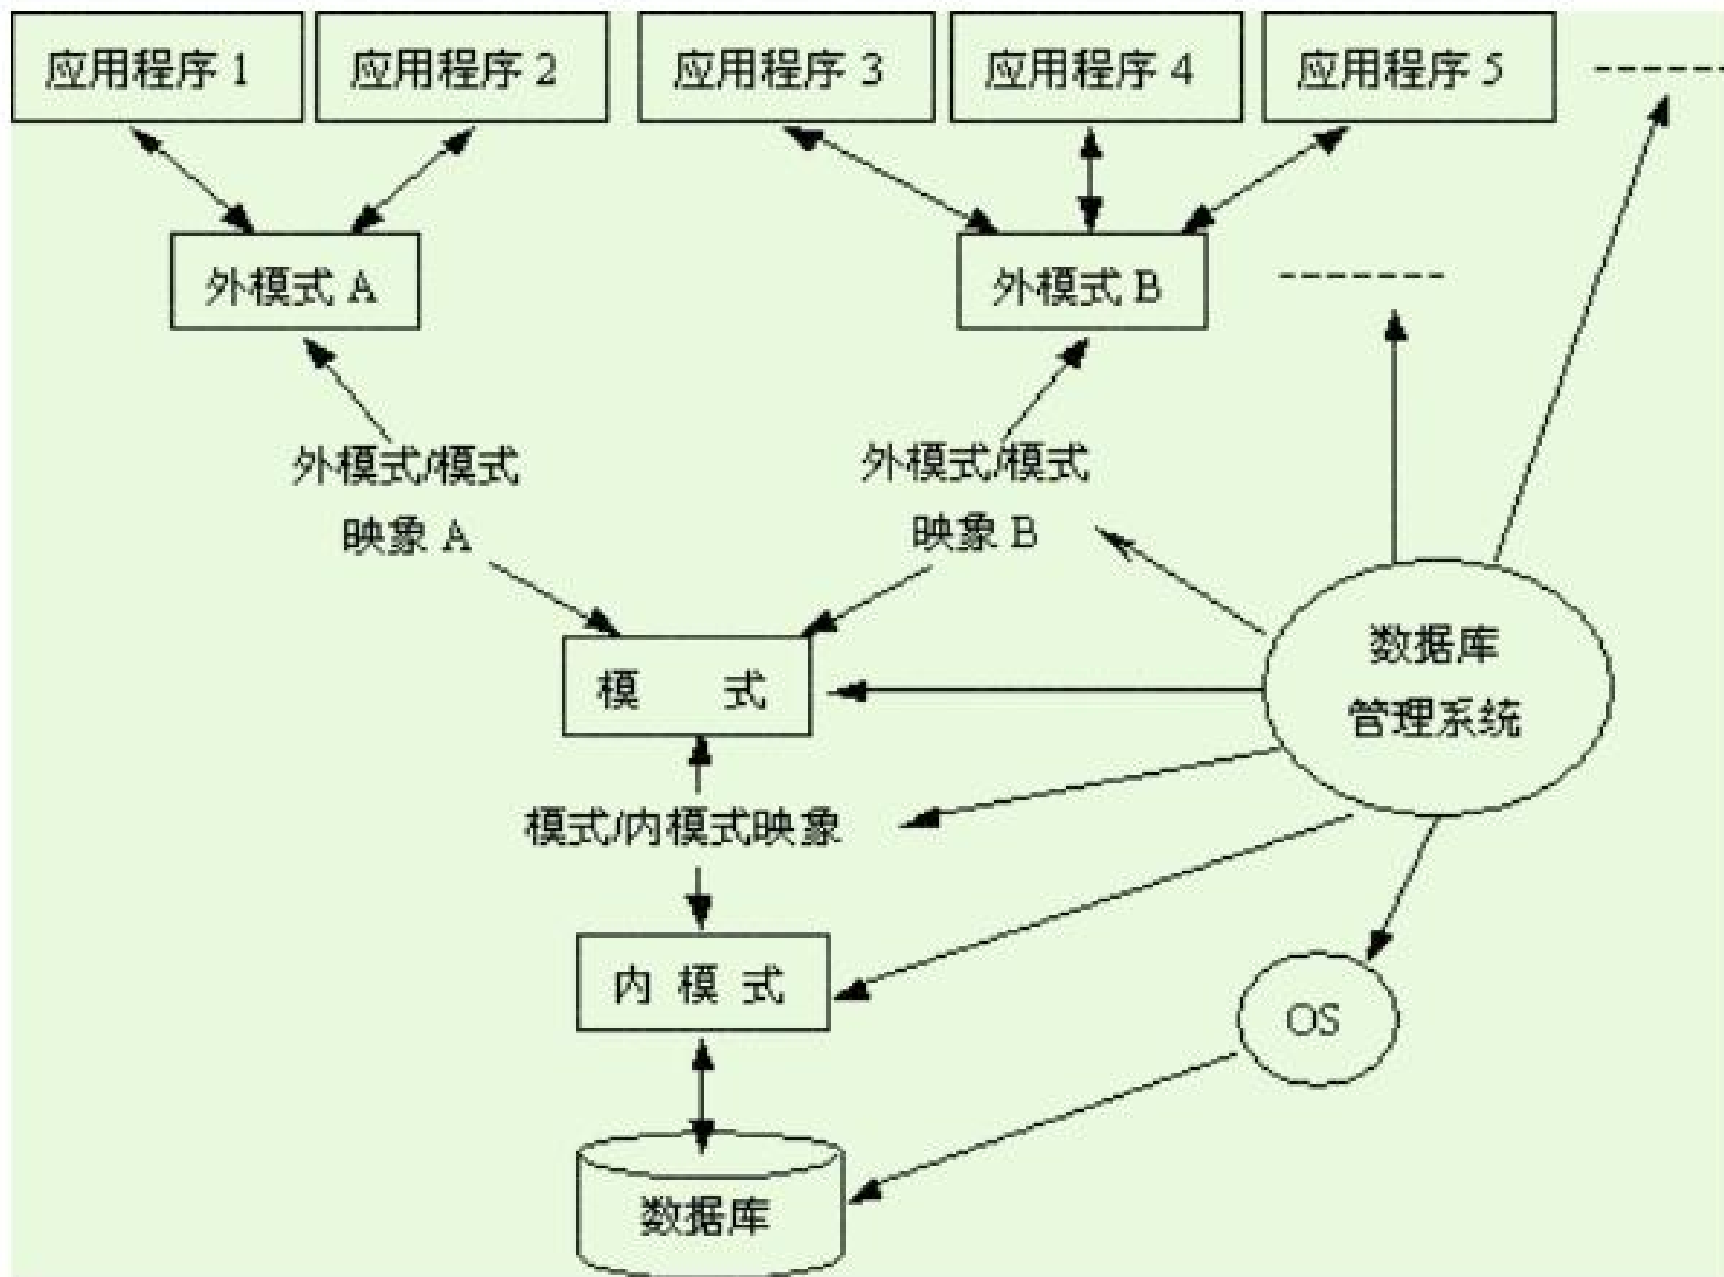 应用程序 1
应用程序 2
应用程序 3
应用程序 4
应用程序 5
外模式 A
外模式 B
外模式/模式
映象 A
外模式/模式
映象 B
数据库
管理系统
模 式
模式/内模式映象
内 模 式
OS
数据库